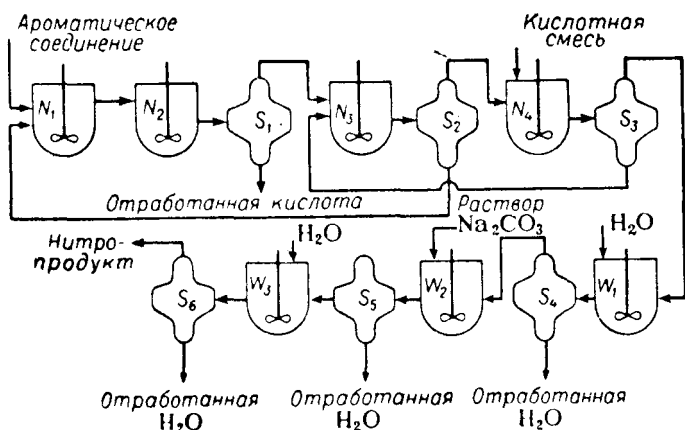 Ароматическое
соединение
Кислотная
смесь
N₁
N₂
S₁
N₃
S₂
N₄
S₃
Отработанная кислота
Раствор
Na₂CO₃
H₂O
Нитро-
продукт
H₂O
S₆
W₃
S₅
W₂
S₄
W₁
Отработанная
H₂O
Отработанная
H₂O
Отработанная
H₂O